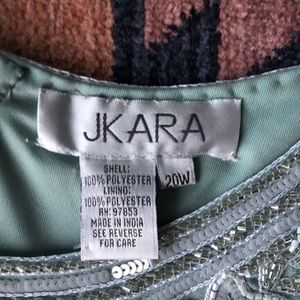 JKARA
SHELL:
100% POLYESTER
LINING:
100% POLYESTER
RN: 97853
MADE IN
INDIA
SEE REVERSE
FOR CARE
20W